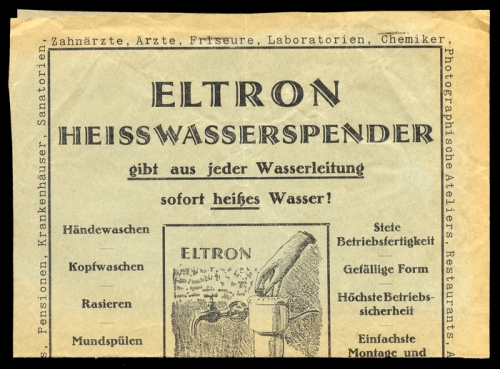 Zahnärzte, Ärzte, Friseure, Laboratorien, Chemiker,
Photographische Ateliers, Restaurants,
Pensionen, Krankenhäuser, Sanatorien,
ELTRON
HEISSWASSERSPENDER
gibt aus jeder Wasserleitung
sofort heißes Wasser!
Händewaschen
Kopfwaschen
Rasieren
Mundspülen
ELTRON
Stete
Betriebsfertigkeit
Gefällige Form
Höchste Betriebs-
sicherheit
Einfachste
Montage und